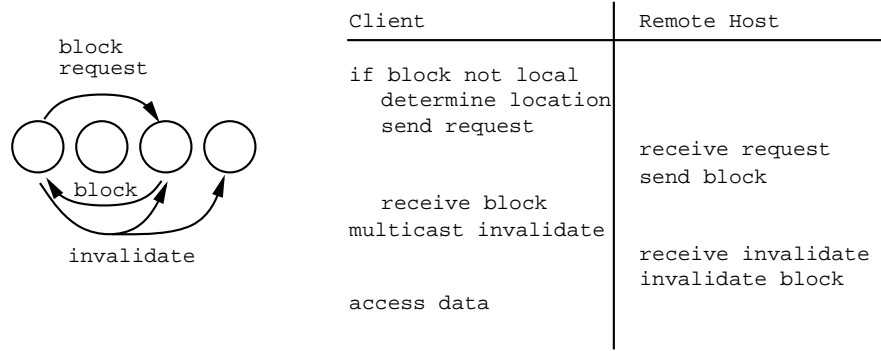 block
request
block
invalidate
Client
Remote Host
if block not local
determine location
send request
receive request
send block
receive block
multicast invalidate
receive invalidate
invalidate block
access data